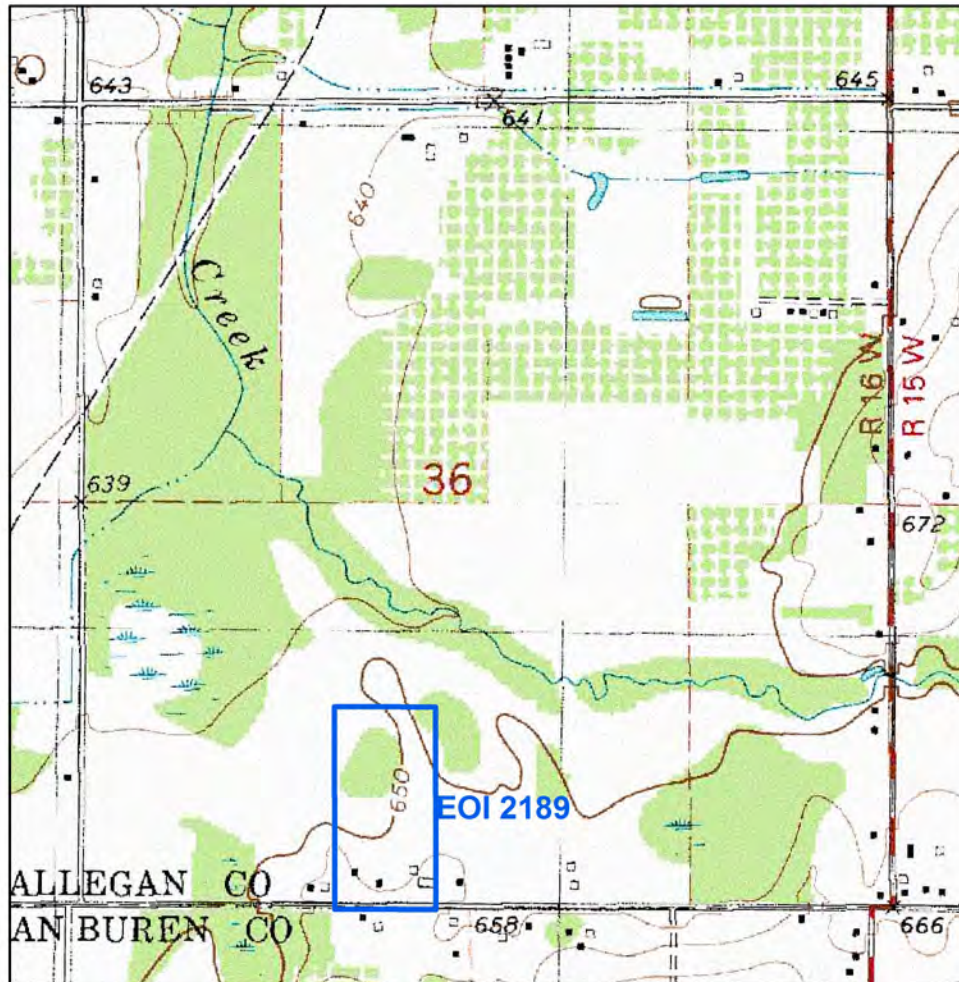 643
645
641
640
Creek
R 16 W
R 15 W
36
639
672
650
EOI 2189
ALLEGAN CO
AN BUREN CO
658
666